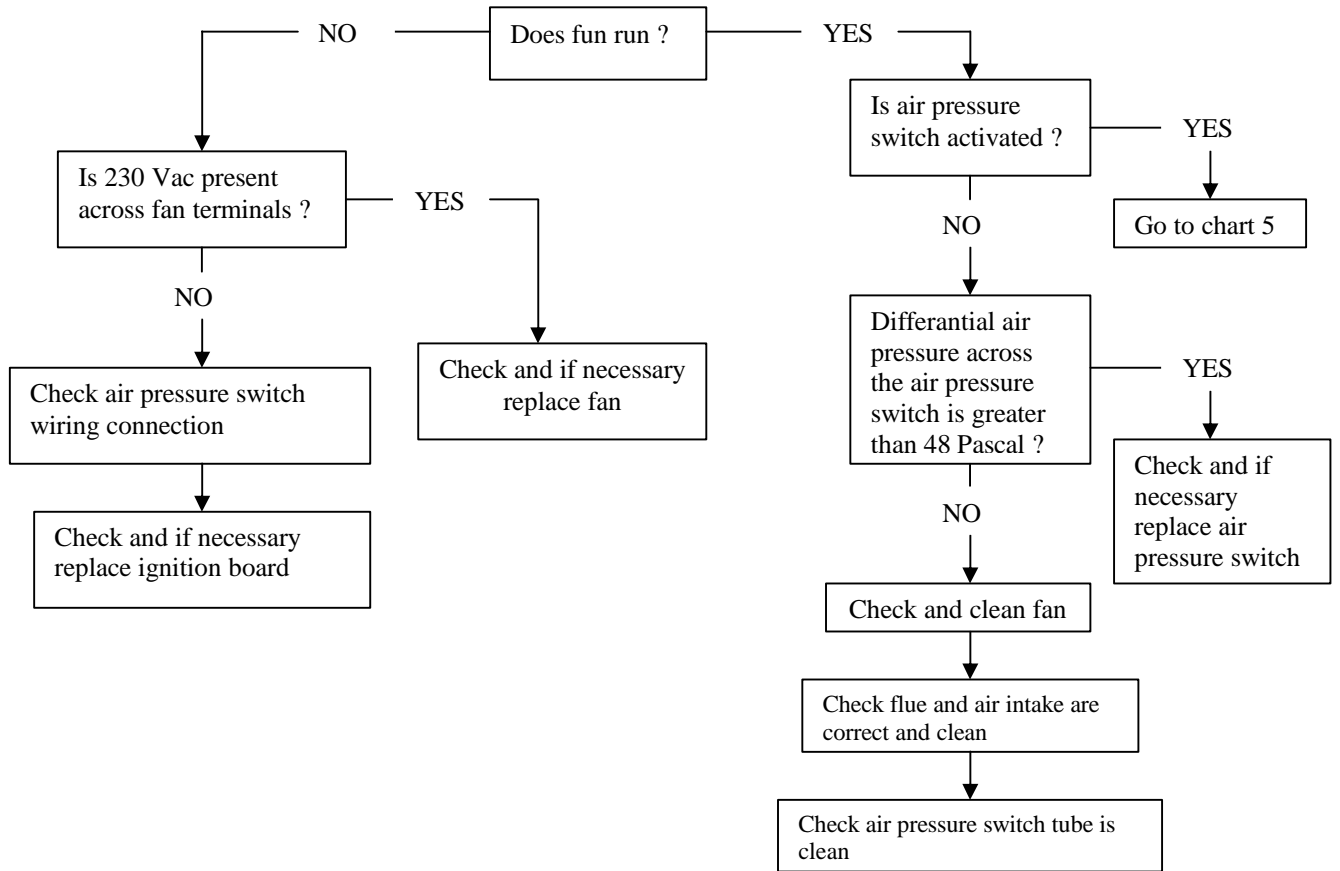 NO
Does fun run ?
YES
Is air pressure
switch activated ?
YES
Go to chart 5
Is 230 Vac present
across fan terminals ?
YES
NO
NO
Differantial air
pressure across
the air pressure
switch is greater
than 48 Pascal ?
YES
Check and if necessary
replace fan
Check air pressure switch
wiring connection
Check and if necessary
replace ignition board
Check and if
necessary
replace air
pressure switch
NO
Check and clean fan
Check flue and air intake are
correct and clean
Check air pressure switch tube is
clean